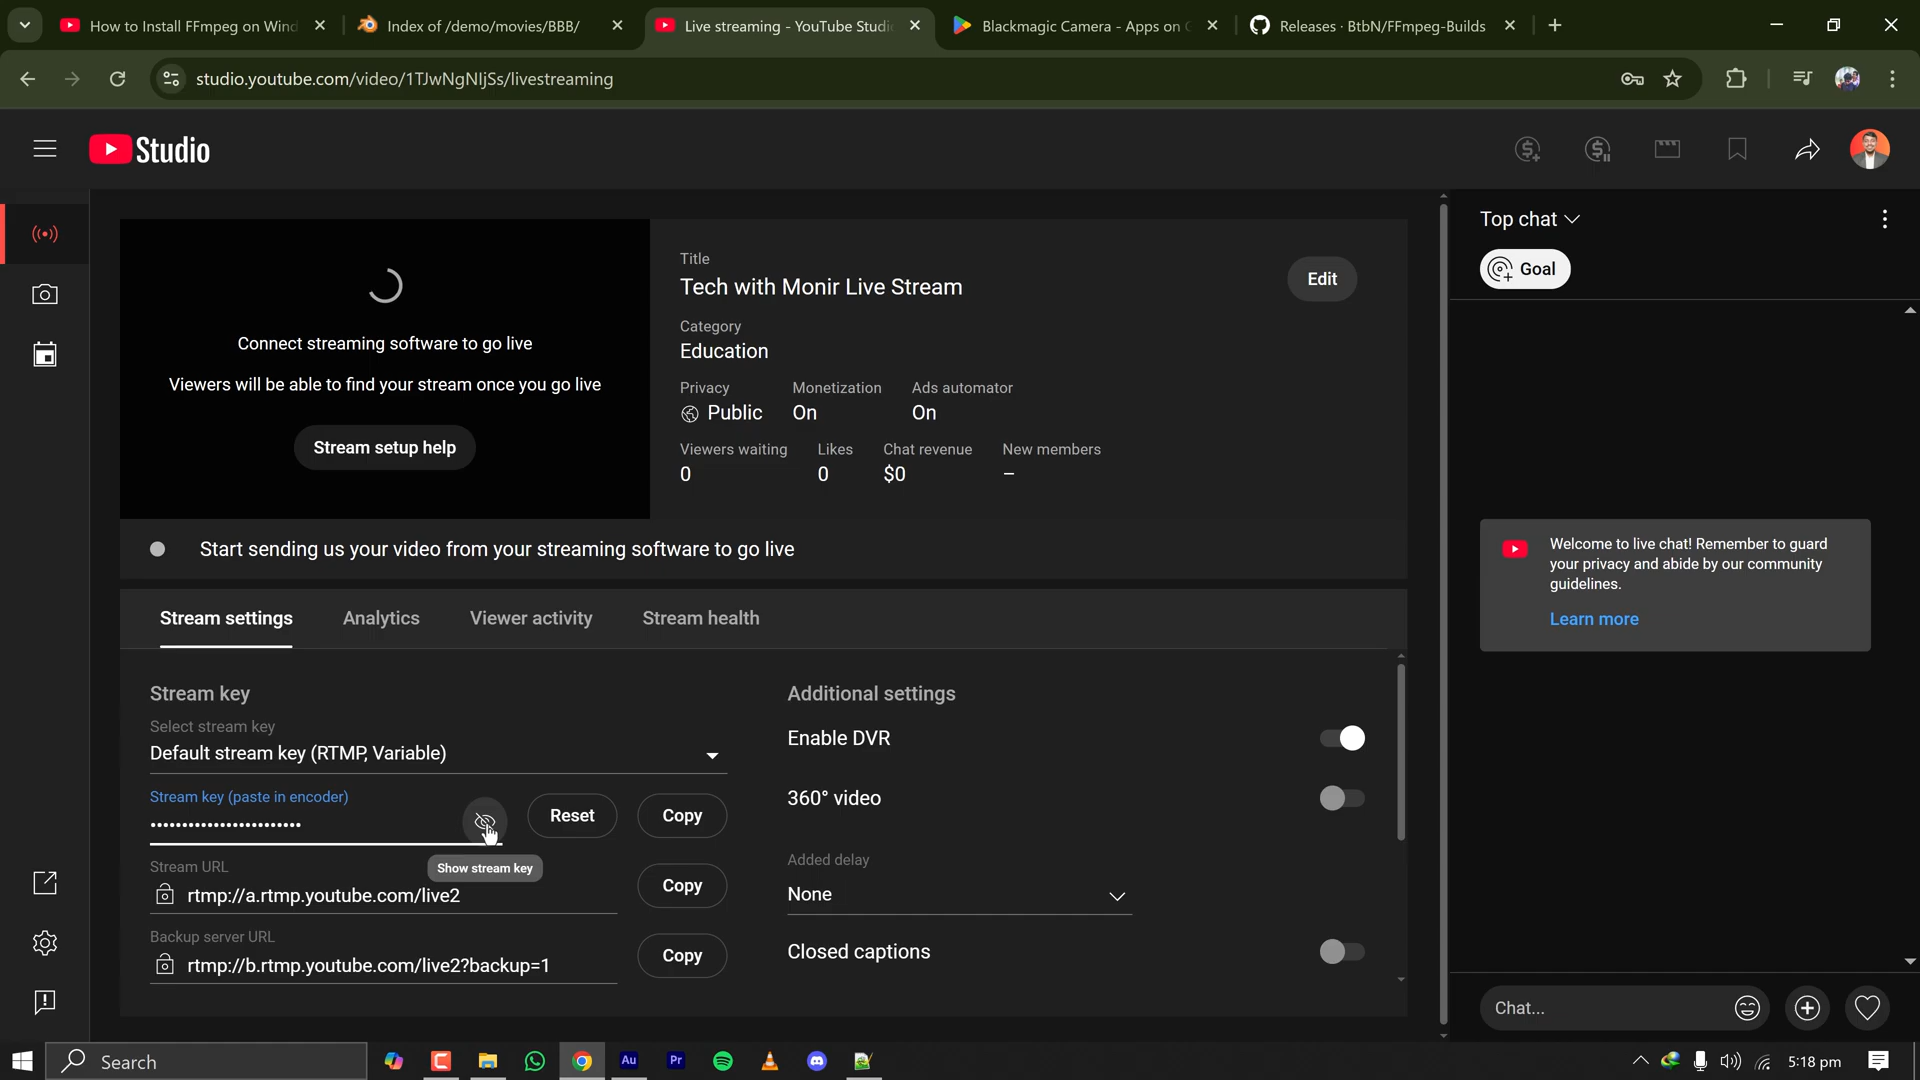 How to Install FFmpeg on Wind
Index of /demo/movies/BBB/
Live streaming - YouTube Studi
Blackmagic Camera - Apps on G
Releases · BtbN/FFmpeg-Builds
studio.youtube.com/video/1TJwNgNIjSs/livestreaming
Studio
Connect streaming software to go live
Viewers will be able to find your stream once you go live
Stream setup help
Title
Tech with Monir Live Stream
Edit
Category
Education
Privacy Monetization Ads automator
Public On On
Viewers waiting Likes Chat revenue New members
0 0 $0 –
Start sending us your video from your streaming software to go live
Stream settings Analytics Viewer activity Stream health
Stream key
Select stream key
Default stream key (RTMP, Variable)
Stream key (paste in encoder)
••••••••••••••••••••••••
Reset Copy
Show stream key
Stream URL
rtmp://a.rtmp.youtube.com/live2
Copy
Backup server URL
rtmp://b.rtmp.youtube.com/live2?backup=1
Copy
Additional settings
Enable DVR
360° video
Added delay
None
Closed captions
Top chat
Goal
Welcome to live chat! Remember to guard
your privacy and abide by our community
guidelines.
Learn more
Chat...
Search
Au
Pr
5:18 pm